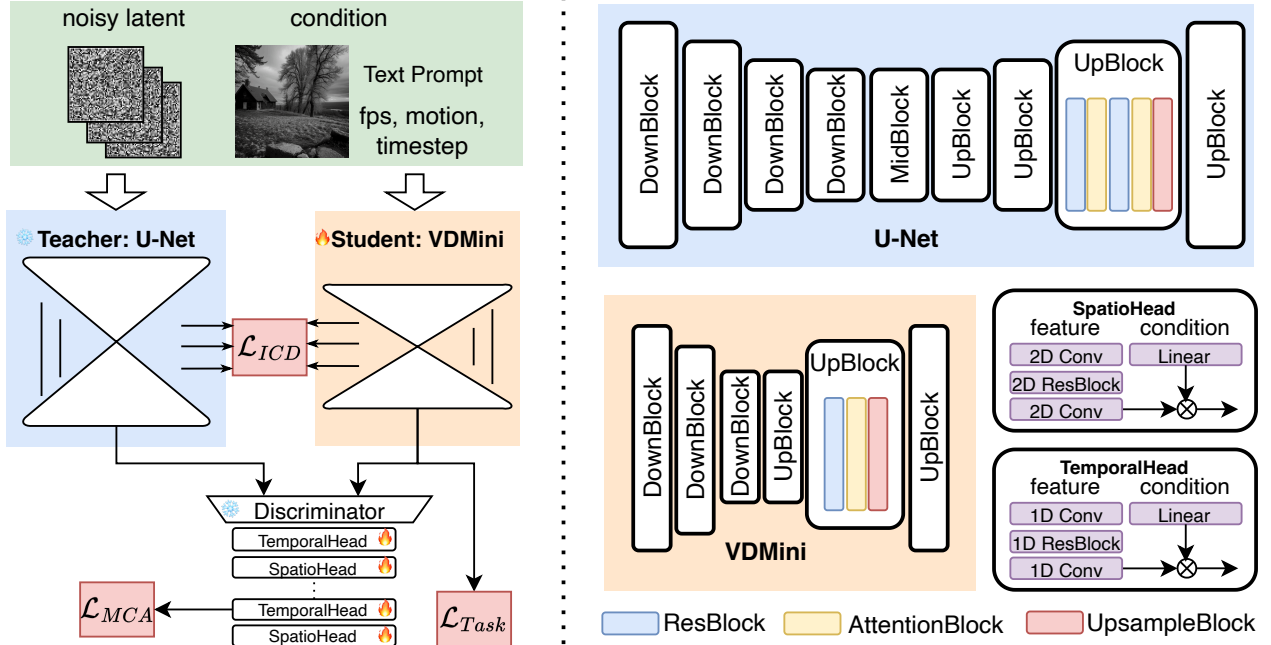 noisy latent
condition
Text Prompt
fps, motion,
timestep
Teacher: U-Net
Student: VDMini
ℒ_ICD
Discriminator
TemporalHead
SpatioHead
TemporalHead
SpatioHead
ℒ_MCA
ℒ_Task
DownBlock
DownBlock
DownBlock
DownBlock
MidBlock
UpBlock
UpBlock
UpBlock
UpBlock
U-Net
DownBlock
DownBlock
DownBlock
UpBlock
UpBlock
UpBlock
VDMini
SpatioHead
feature condition
2D Conv Linear
2D ResBlock
2D Conv
TemporalHead
feature condition
1D Conv Linear
1D ResBlock
1D Conv
ResBlock AttentionBlock UpsampleBlock